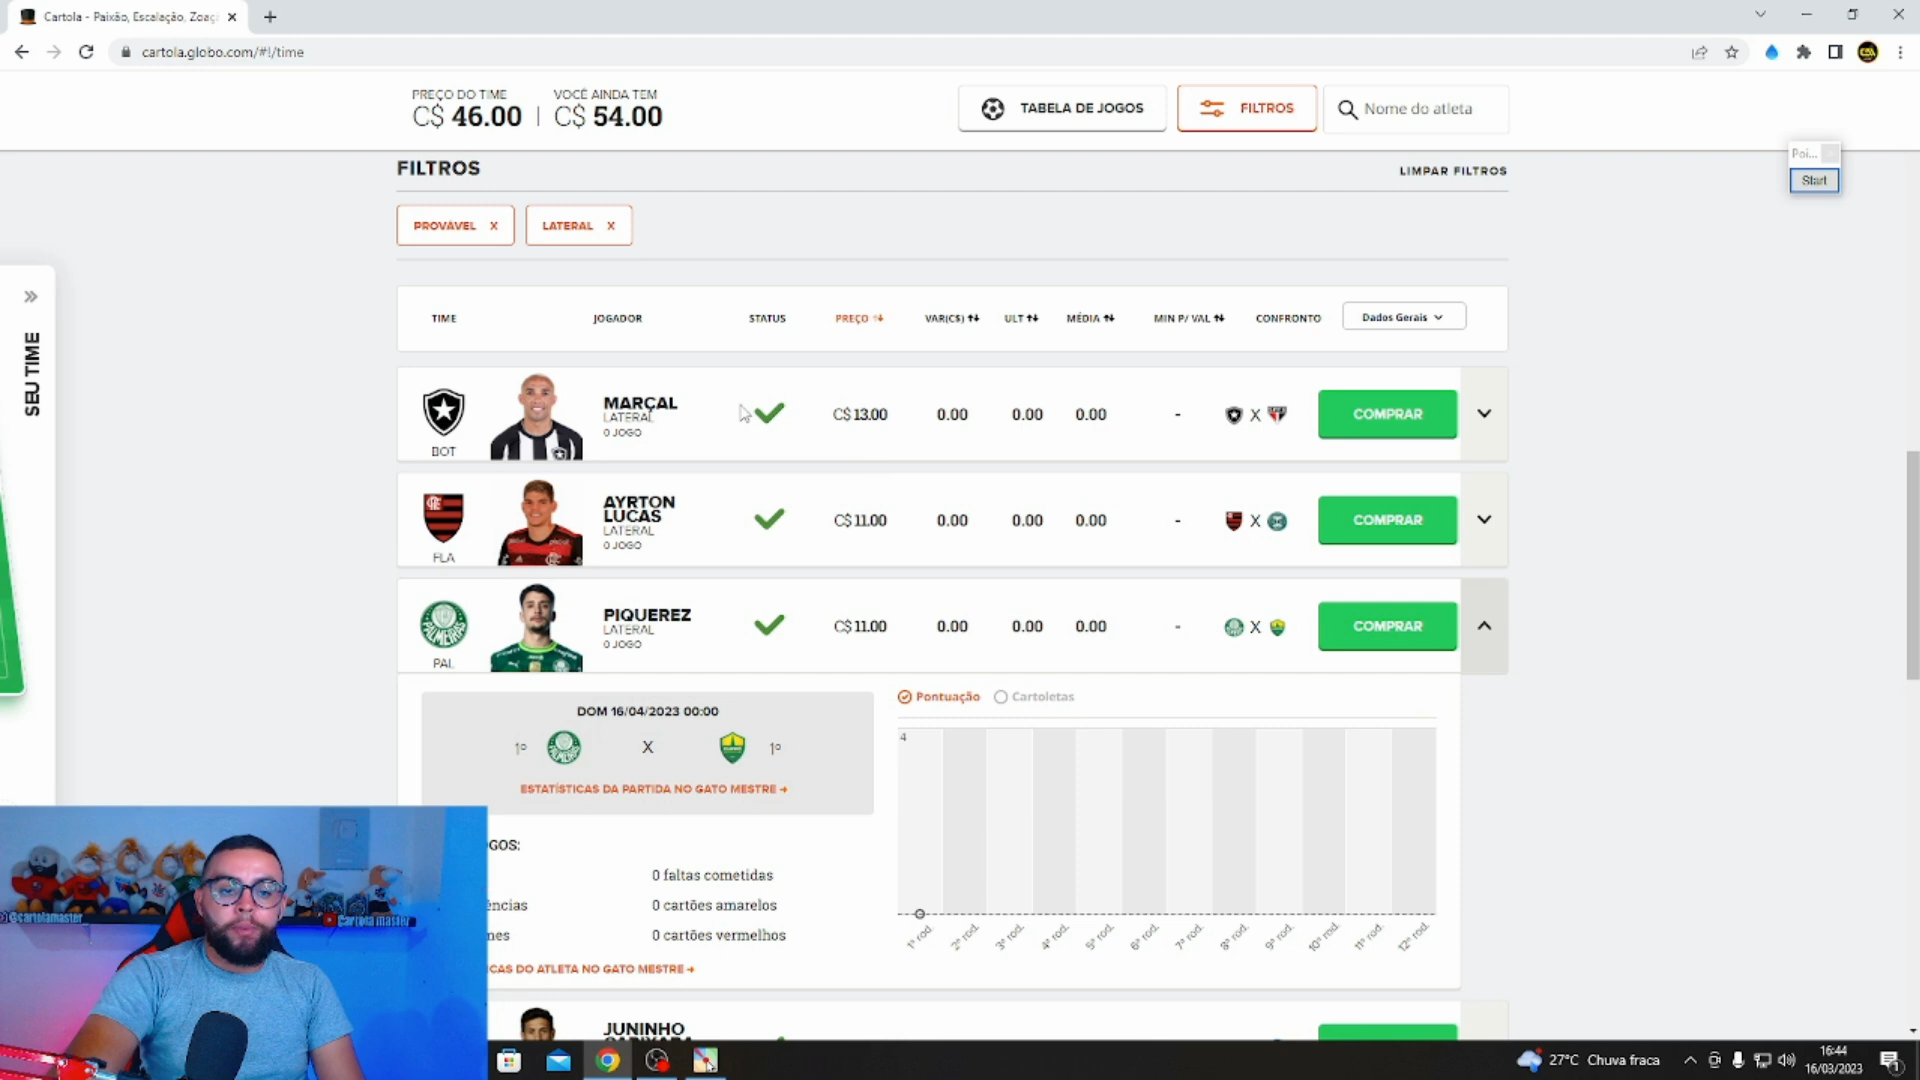 Cartola - Paixão, Escalação, Zoaç
cartola.globo.com/#!/time
PREÇO DO TIME
C$ 46.00
VOCÊ AINDA TEM
C$ 54.00
TABELA DE JOGOS
FILTROS
Nome do atleta
Poi...
Start
FILTROS
LIMPAR FILTROS
PROVÁVEL X
LATERAL X
SEU TIME
TIME JOGADOR STATUS PREÇO VAR(C$) ULT MÉDIA MIN P/ VAL CONFRONTO Dados Gerais
BOT
MARÇAL
LATERAL
0 JOGO
C$ 13.00 0.00 0.00 0.00 - X COMPRAR
FLA
AYRTON
LUCAS
LATERAL
0 JOGO
C$ 11.00 0.00 0.00 0.00 - X COMPRAR
PAL
PIQUEREZ
LATERAL
0 JOGO
C$ 11.00 0.00 0.00 0.00 - X COMPRAR
DOM 16/04/2023 00:00
1º X 1º
ESTATÍSTICAS DA PARTIDA NO GATO MESTRE
Pontuação Cartoletas
4
1ª rod. 2ª rod. 3ª rod. 4ª rod. 5ª rod. 6ª rod. 7ª rod. 8ª rod. 9ª rod. 10ª rod. 11ª rod. 12ª rod.
OGOS:
0 faltas cometidas
ências 0 cartões amarelos
nes 0 cartões vermelhos
CAS DO ATLETA NO GATO MESTRE
JUNINHO
@cartolamaster
Cartola master
27°C Chuva fraca
16:44
16/03/2023
1